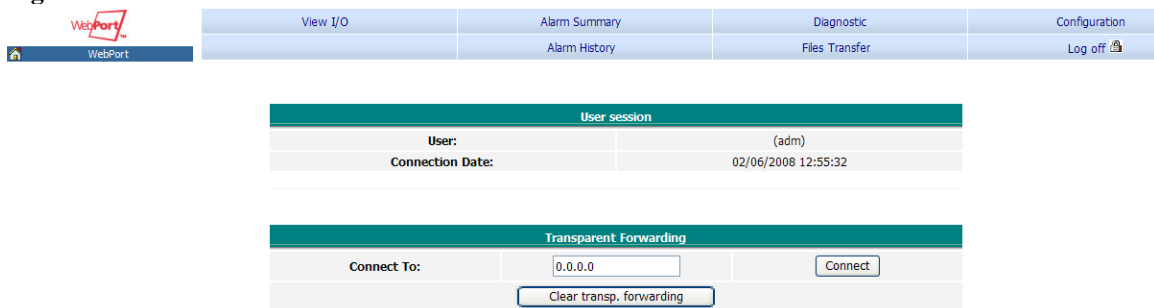 WebPort™
View I/O Alarm Summary Diagnostic Configuration
WebPort Alarm History Files Transfer Log off
User session
User: (adm)
Connection Date: 02/06/2008 12:55:32
Transparent Forwarding
Connect To: 0.0.0.0 Connect
Clear transp. forwarding